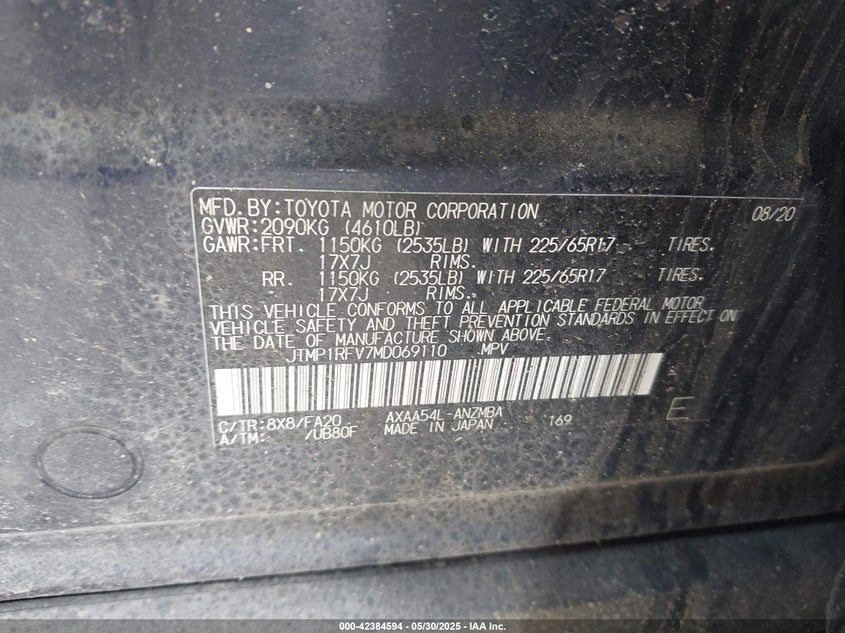 MFD.BY:TOYOTA MOTOR CORPORATION 08/20
GVWR:2090KG (4610LB)
GAWR:FRT. 1150KG (2535LB) WITH 225/65R17 TIRES.
17X7J RIMS.
RR. 1150KG (2535LB) WITH 225/65R17 TIRES.
17X7J RIMS.
THIS VEHICLE CONFORMS TO ALL APPLICABLE FEDERAL MOTOR
VEHICLE SAFETY AND THEFT PREVENTION STANDARDS IN EFFECT ON
THE DATE OF MANUFACTURE SHOWN ABOVE.
JTMP1RFV7MD069110 MPV
C/TR:8X8/FA20 AXAA54L-ANZMBA 169 E
A/TM: /UB80F MADE IN JAPAN
000-42384594 — 05/30/2025 — IAA Inc.